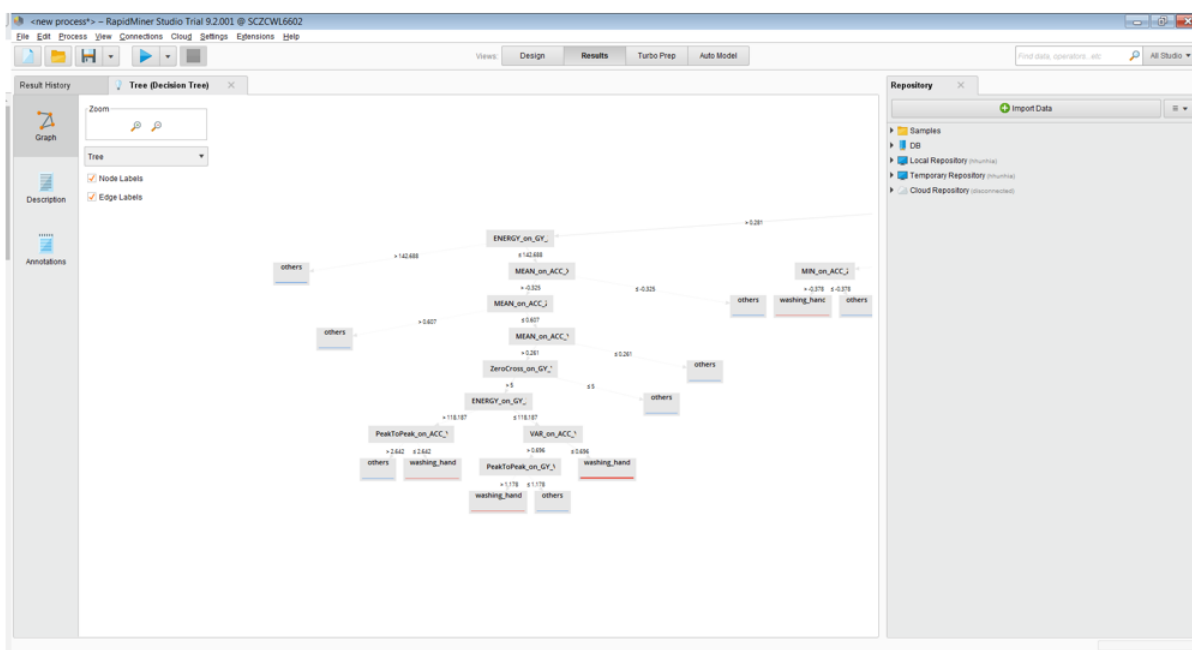 <new process*> – RapidMiner Studio Trial 9.2.001 @ SCZCWL6602
File Edit Process View Connections Cloud Settings Extensions Help
Views: Design Results Turbo Prep Auto Model
Find data, operators...etc All Studio
Result History Tree (Decision Tree)
Repository
Zoom
Graph
Import Data
Tree
Samples
DB
Node Labels
Local Repository (nhunhia)
Temporary Repository (nhunhia)
Description Edge Labels
Cloud Repository (disconnected)
> 0.281
ENERGY_on_GY_
> 142.688 ≤ 142.688
Annotations
others MEAN_on_ACC_ MIN_on_ACC_
> -0.325 ≤ -0.325 > -0.378 ≤ -0.378
MEAN_on_ACC_ others washing_hand others
> 0.607 ≤ 0.607
others MEAN_on_ACC_
> 0.261 ≤ 0.261
ZeroCross_on_GY_ others
> 5 ≤ 5
ENERGY_on_GY_ others
> 118.187 ≤ 118.187
PeakToPeak_on_ACC_ VAR_on_ACC_
> 2.642 ≤ 2.642 > 0.696 ≤ 0.696
others washing_hand PeakToPeak_on_GY_ washing_hand
> 1.178 ≤ 1.178
washing_hand others